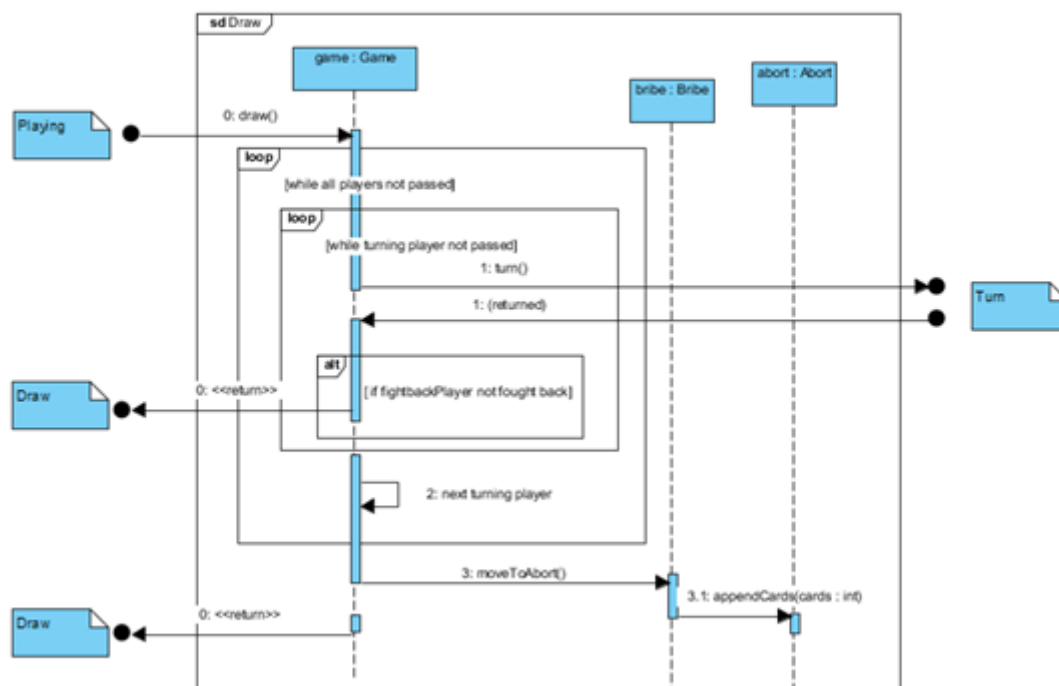 sd Draw
game : Game
abort : Abort
bribe : Bribe
Playing
0: draw()
loop
[while all players not passed]
loop
[while turning player not passed]
1: turn()
Turn
1: (returned)
alt
[ if fightbackPlayer not fought back]
Draw
0: <<return>>
2: next turning player
3: moveToAbort()
3.1: appendCards(cards : int)
Draw
0: <<return>>